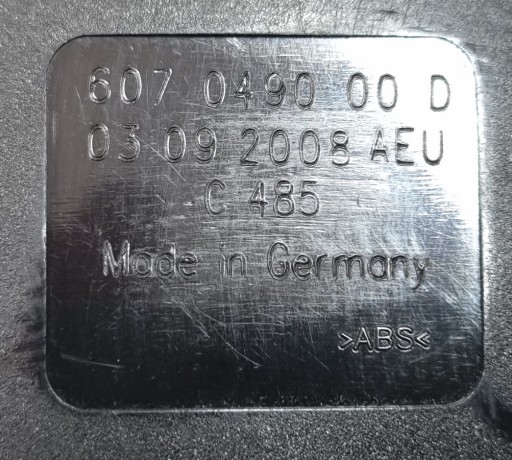 607 0490 00 D
03 09 2008 AEU
C 485
Made in Germany
>ABS<